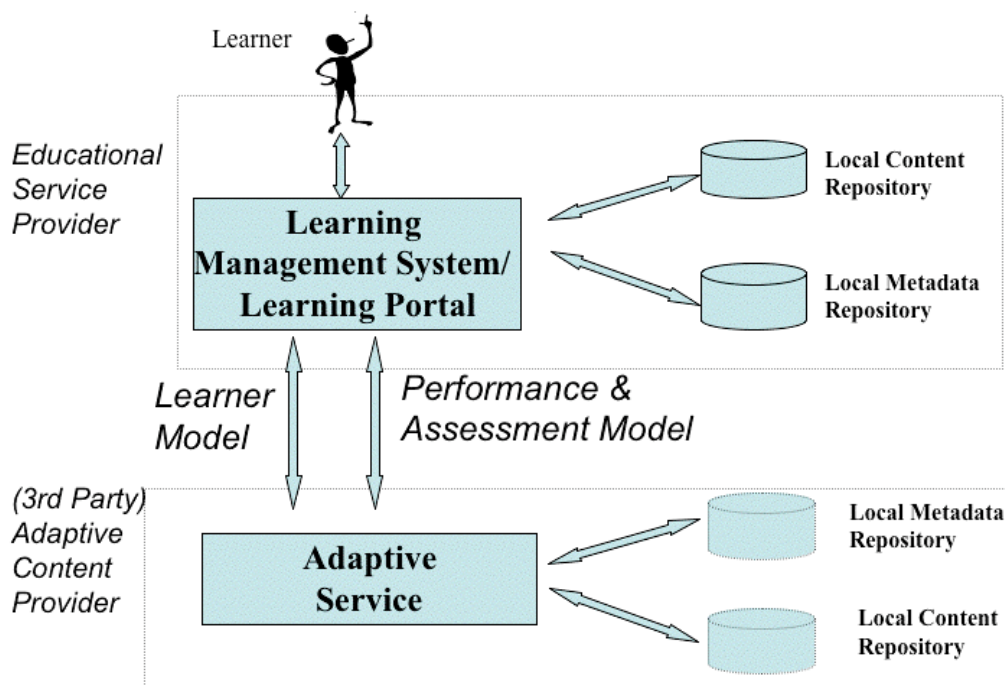 Learner
Educational
Service
Provider
Local Content
Repository
Learning
Management System/
Learning Portal
Local Metadata
Repository
Learner
Model
Performance &
Assessment Model
(3rd Party)
Adaptive
Content
Provider
Adaptive
Service
Local Metadata
Repository
Local Content
Repository